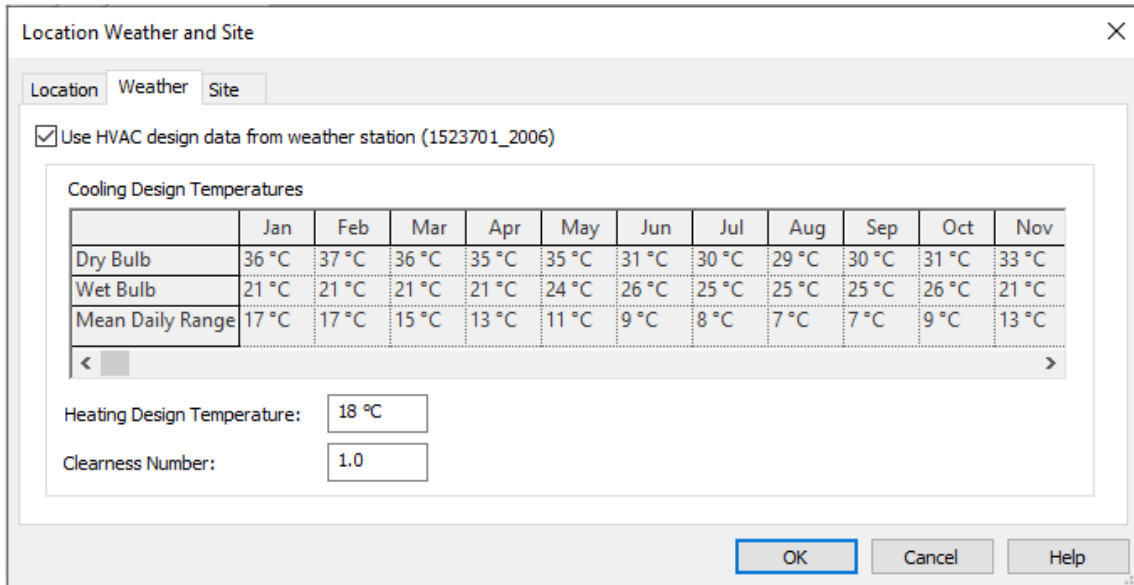 Location Weather and Site
Location Weather Site
Use HVAC design data from weather station (1523701_2006)
Cooling Design Temperatures
Jan Feb Mar Apr May Jun Jul Aug Sep Oct Nov
Dry Bulb 36 °C 37 °C 36 °C 35 °C 35 °C 31 °C 30 °C 29 °C 30 °C 31 °C 33 °C
Wet Bulb 21 °C 21 °C 21 °C 21 °C 24 °C 26 °C 25 °C 25 °C 25 °C 26 °C 21 °C
Mean Daily Range 17 °C 17 °C 15 °C 13 °C 11 °C 9 °C 8 °C 7 °C 7 °C 9 °C 13 °C
Heating Design Temperature: 18 °C
Clearness Number: 1.0
OK Cancel Help